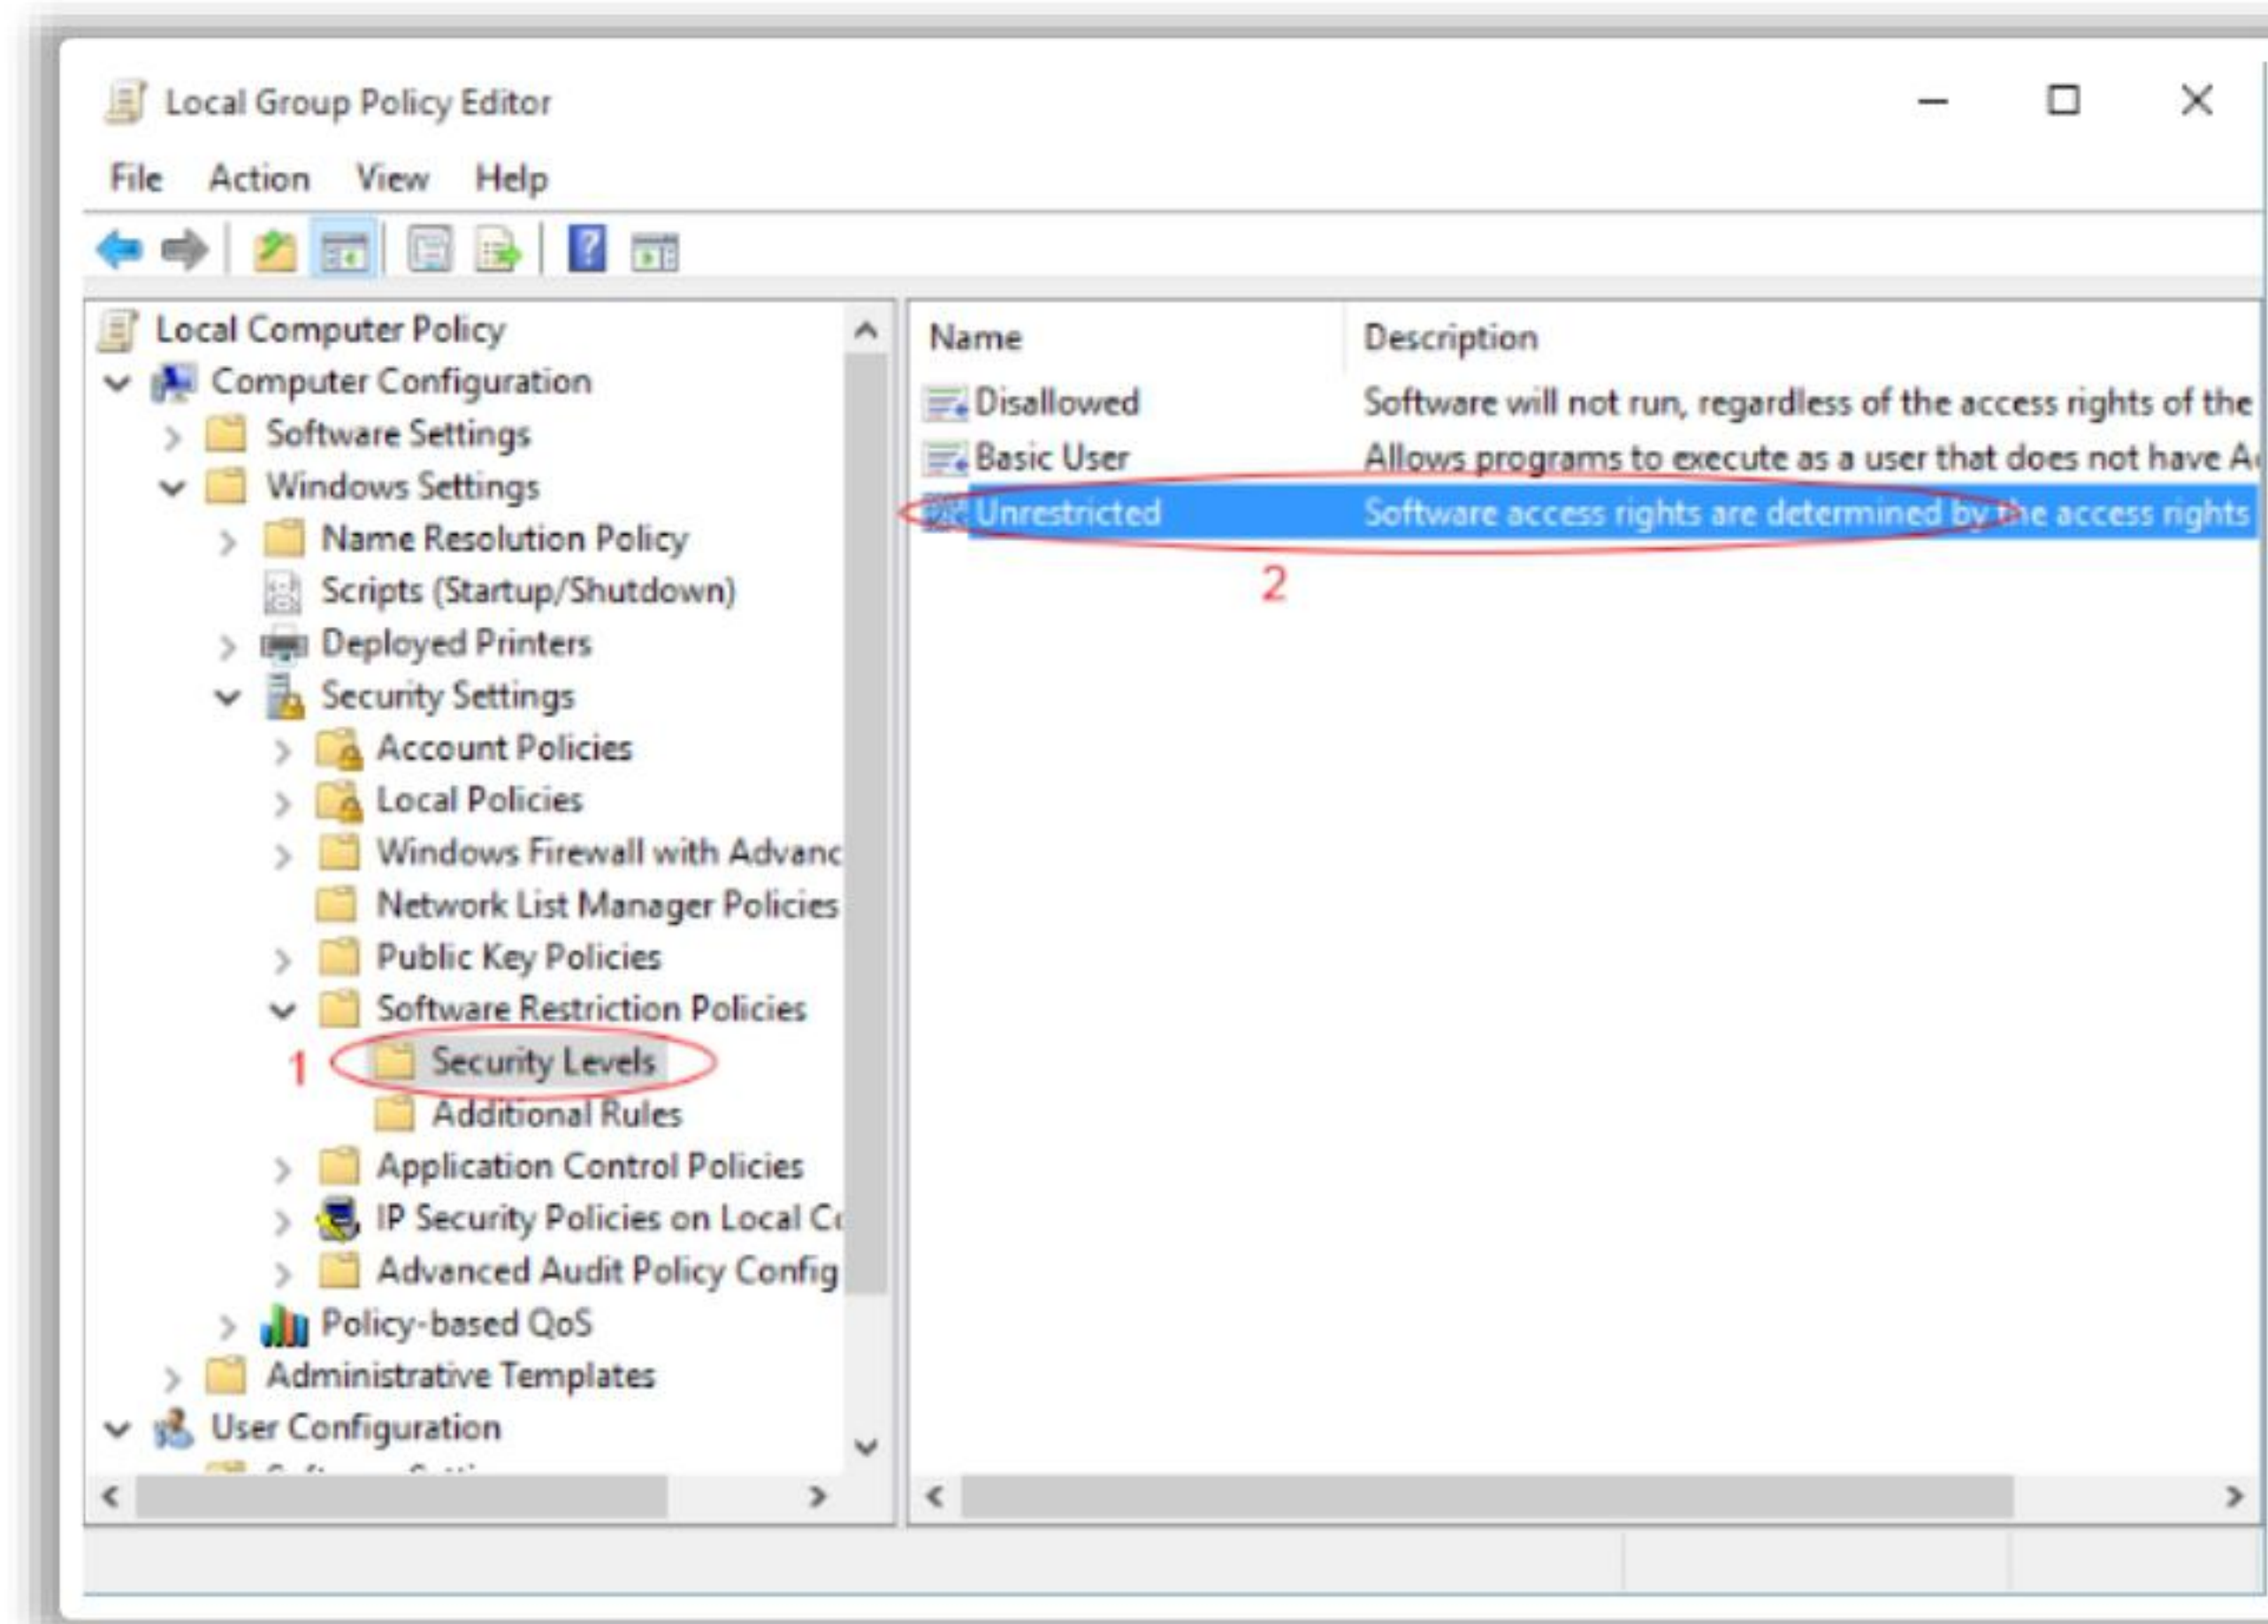 Local Group Policy Editor
File Action View Help
Local Computer Policy
Computer Configuration
Software Settings
Windows Settings
Name Resolution Policy
Scripts (Startup/Shutdown)
Deployed Printers
Security Settings
Account Policies
Local Policies
Windows Firewall with Advanc
Network List Manager Policies
Public Key Policies
Software Restriction Policies
1 Security Levels
Additional Rules
Application Control Policies
IP Security Policies on Local
Advanced Audit Policy Config
Policy-based QoS
Administrative Templates
User Configuration
Name Description
Disallowed Software will not run, regardless of the access rights of the
Basic User Allows programs to execute as a user that does not have
Unrestricted Software access rights are determined by the access rights
2